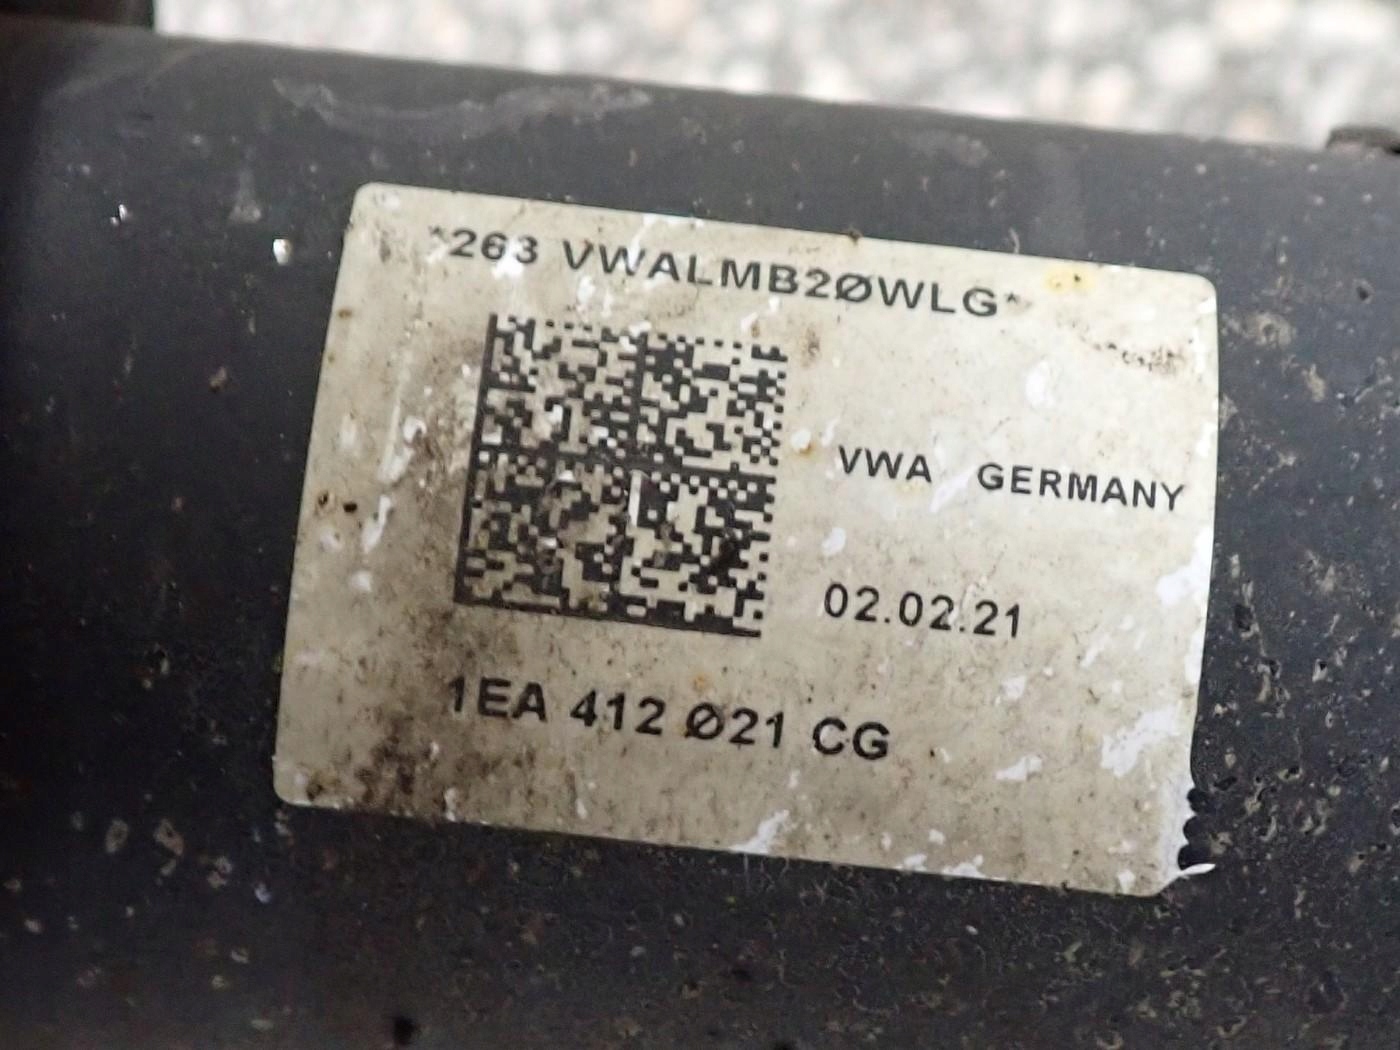 *263 VWALMB2ØWLG*
VWA GERMANY
02.02.21
1EA 412 Ø21 CG